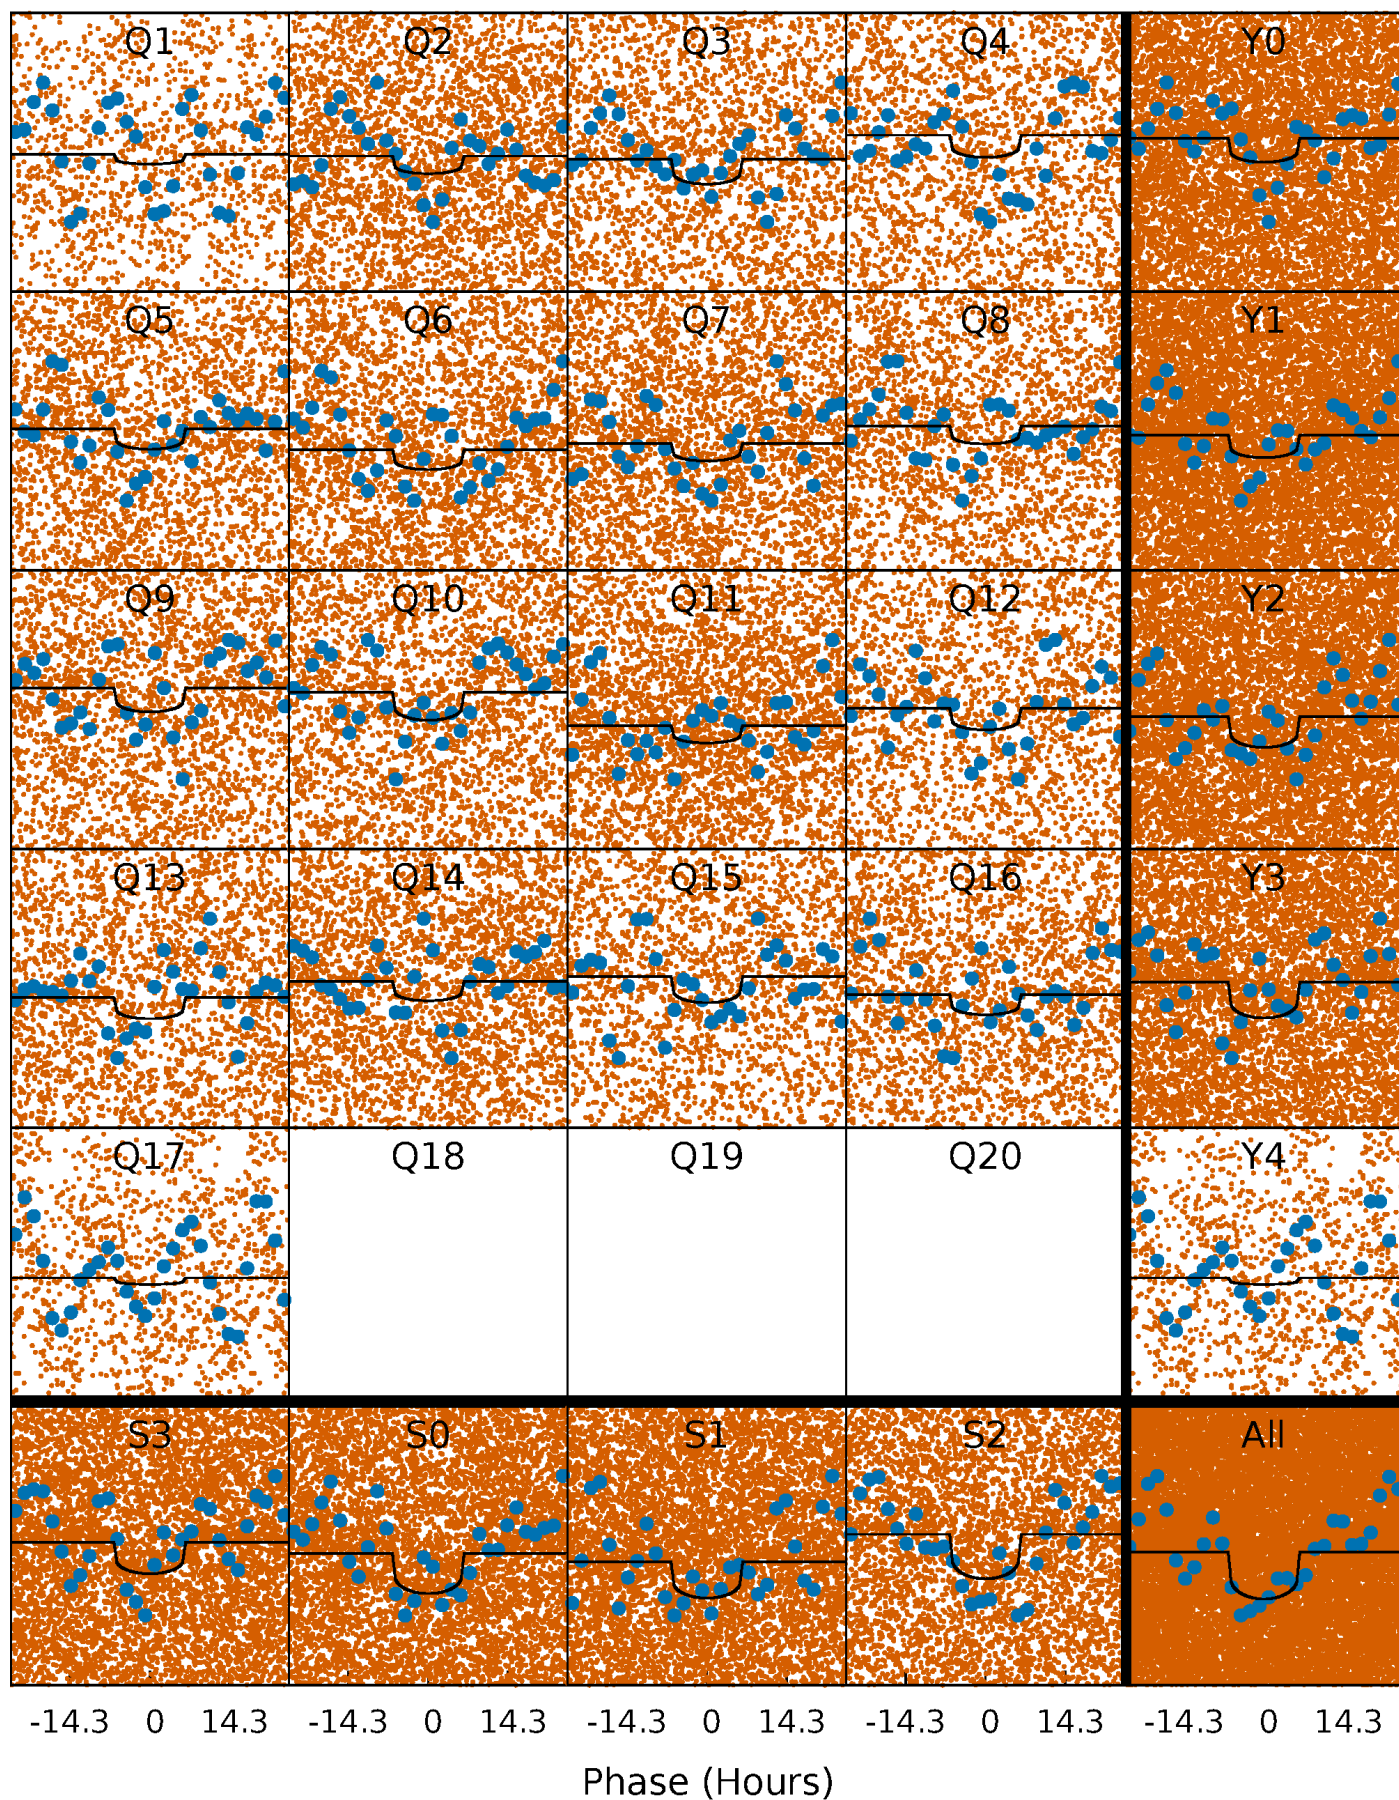 Q1 Q2 Q3 Q4 Y0
Q5 Q6 Q7 Q8 Y1
Q9 Q10 Q11 Q12 Y2
Q13 Q14 Q15 Q16 Y3
Q17 Q18 Q19 Q20 Y4
S3 S0 S1 S2 All
-14.3 0 14.3 -14.3 0 14.3 -14.3 0 14.3 -14.3 0 14.3 -14.3 0 14.3
Phase (Hours)